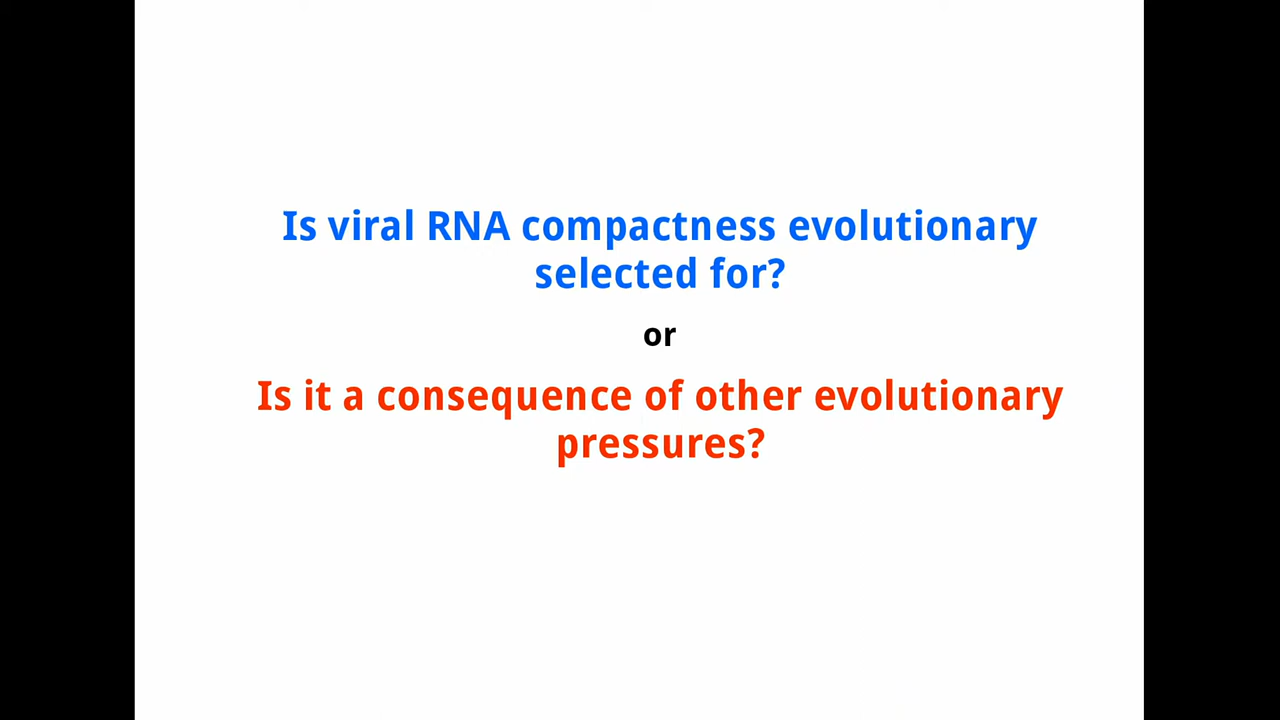 Is viral RNA compactness evolutionary
selected for?
or
Is it a consequence of other evolutionary
pressures?